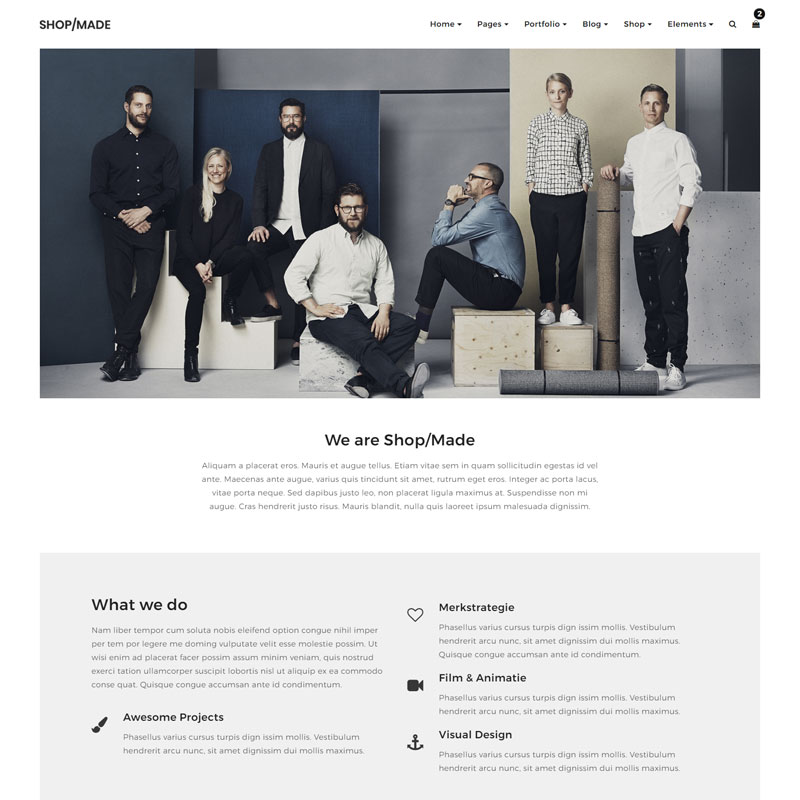 SHOP/MADE
Home Pages Portfolio Blog Shop Elements 2
We are Shop/Made
Aliquam a placerat eros. Mauris et augue tellus. Etiam vitae sem in quam sollicitudin egestas id vel
ante. Maecenas ante augue, varius quis tincidunt sit amet, rutrum eget eros. Integer ac porta lacus,
vitae porta neque. Sed dapibus justo leo, non placerat ligula maximus at. Suspendisse non mi
augue. Cras hendrerit justo risus. Mauris blandit, nulla quis laoreet ipsum malesuada dignissim.
What we do
Nam liber tempor cum soluta nobis eleifend option congue nihil imper
per tem por legere me doming vulputate velit esse molestie possim. Ut
wisi enim ad placerat facer possim assum minim veniam, quis nostrud
exerci tation ullamcorper suscipit lobortis nisl ut aliquip ex ea commodo
conse quat. Quisque congue accumsan ante id condimentum.
Awesome Projects
Phasellus varius cursus turpis dign issim mollis. Vestibulum
hendrerit arcu nunc, sit amet dignissim dui mollis maximus.
Merkstrategie
Phasellus varius cursus turpis dign issim mollis. Vestibulum
hendrerit arcu nunc, sit amet dignissim dui mollis maximus.
Quisque congue accumsan ante id condimentum.
Film & Animatie
Phasellus varius cursus turpis dign issim mollis. Vestibulum
hendrerit arcu nunc, sit amet dignissim dui mollis maximus.
Visual Design
Phasellus varius cursus turpis dign issim mollis. Vestibulum
hendrerit arcu nunc, sit amet dignissim dui mollis maximus.